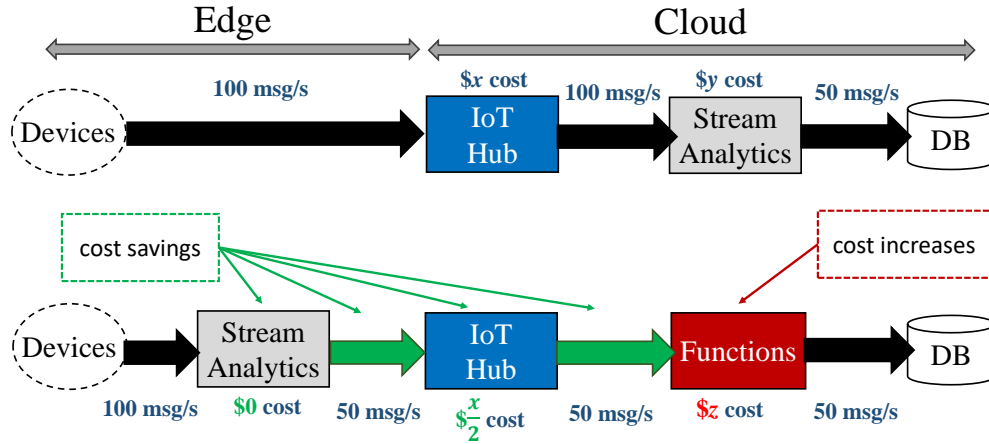 Edge
Cloud
100 msg/s
$x cost
100 msg/s
$y cost
50 msg/s
Devices
IoT
Hub
Stream
Analytics
DB
cost savings
cost increases
Devices
Stream
Analytics
IoT
Hub
Functions
DB
100 msg/s
$0 cost
50 msg/s
$x/2 cost
50 msg/s
$z cost
50 msg/s